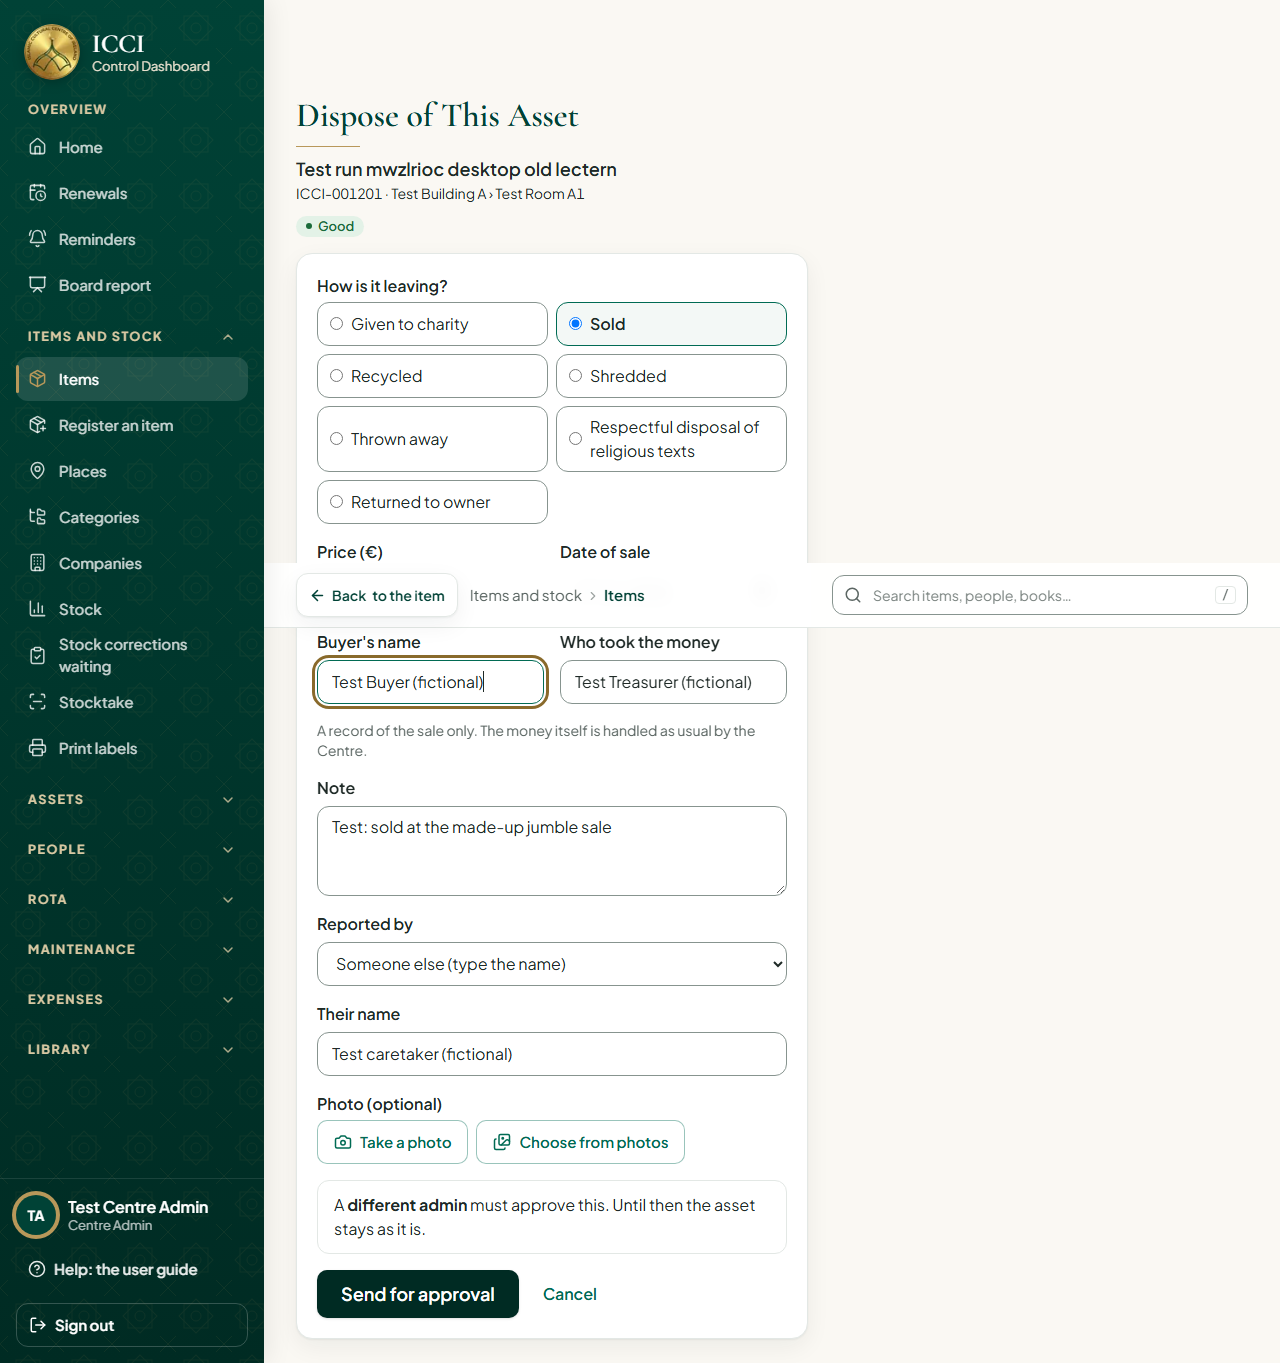 ICCI
Control Dashboard
OVERVIEW
Home
Renewals
Reminders
Board report
ITEMS AND STOCK
Items
Register an item
Places
Categories
Companies
Stock
Stock corrections
waiting
Stocktake
Print labels
ASSETS
PEOPLE
ROTA
MAINTENANCE
EXPENSES
LIBRARY
TA
Test Centre Admin
Centre Admin
Help: the user guide
Sign out
Dispose of This Asset
Test run mwzlrioc desktop old lectern
ICCI-001201 · Test Building A › Test Room A1
Good
How is it leaving?
Given to charity
Sold
Recycled
Shredded
Thrown away
Respectful disposal of
religious texts
Returned to owner
Price (€)
Date of sale
Back to the item
Items and stock › Items
Search items, people, books…
/
Buyer's name
Who took the money
Test Buyer (fictional)
Test Treasurer (fictional)
A record of the sale only. The money itself is handled as usual by the
Centre.
Note
Test: sold at the made-up jumble sale
Reported by
Someone else (type the name)
Their name
Test caretaker (fictional)
Photo (optional)
Take a photo
Choose from photos
A different admin must approve this. Until then the asset
stays as it is.
Send for approval
Cancel